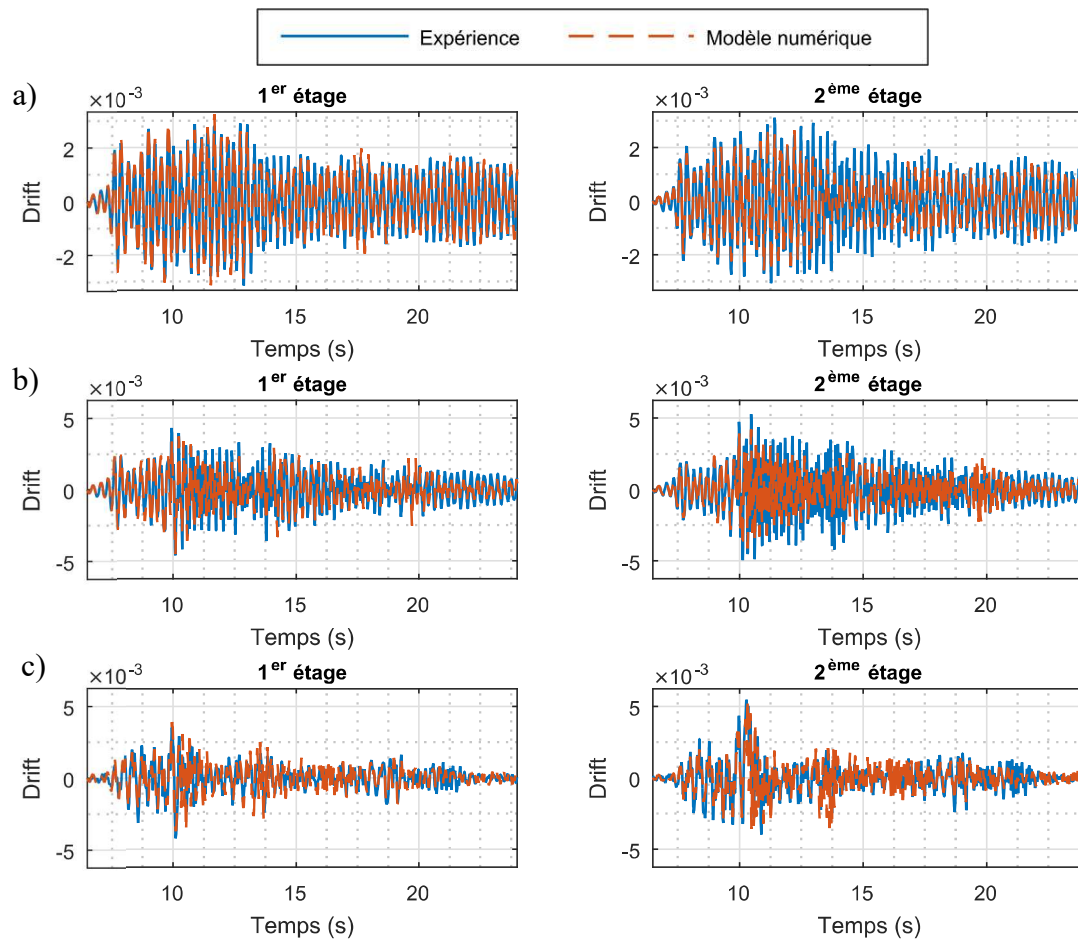 Expérience Modèle numérique
a)
×10⁻³ 1er étage
Drift
2
0
-2
10 15 20
Temps (s)
×10⁻³ 2ème étage
Drift
2
0
-2
10 15 20
Temps (s)
b)
×10⁻³ 1er étage
Drift
5
0
-5
10 15 20
Temps (s)
×10⁻³ 2ème étage
Drift
5
0
-5
10 15 20
Temps (s)
c)
×10⁻³ 1er étage
Drift
5
0
-5
10 15 20
Temps (s)
×10⁻³ 2ème étage
Drift
5
0
-5
10 15 20
Temps (s)